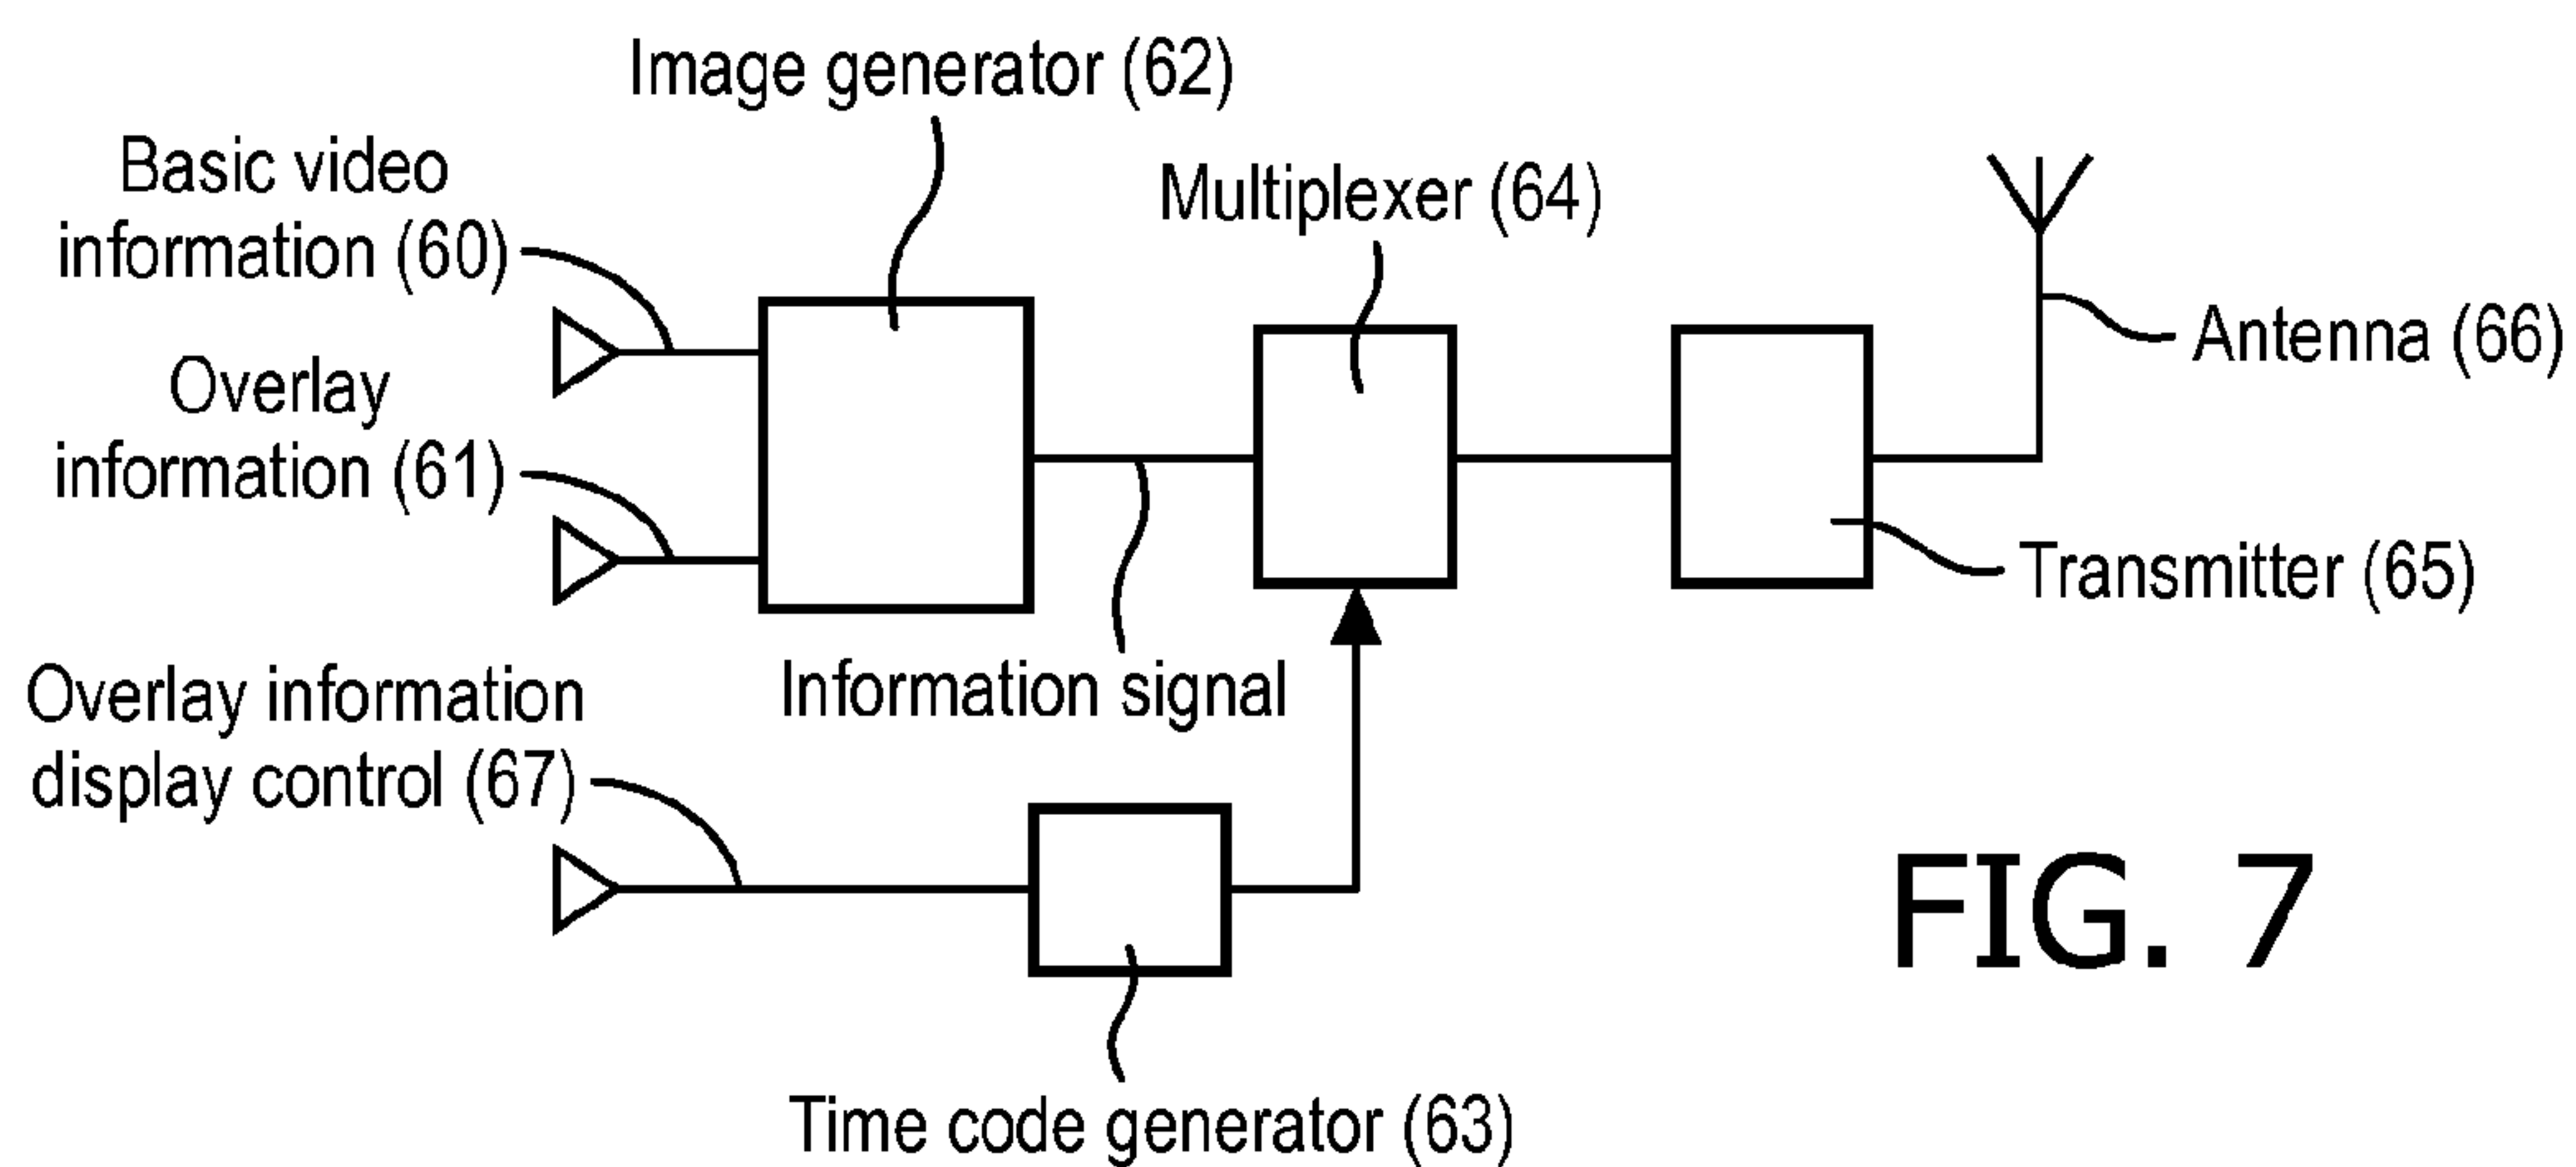 Image generator (62)
Basic video
information (60)
Multiplexer (64)
Antenna (66)
Overlay
information (61)
Transmitter (65)
Overlay information
display control (67)
Information signal
FIG. 7
Time code generator (63)